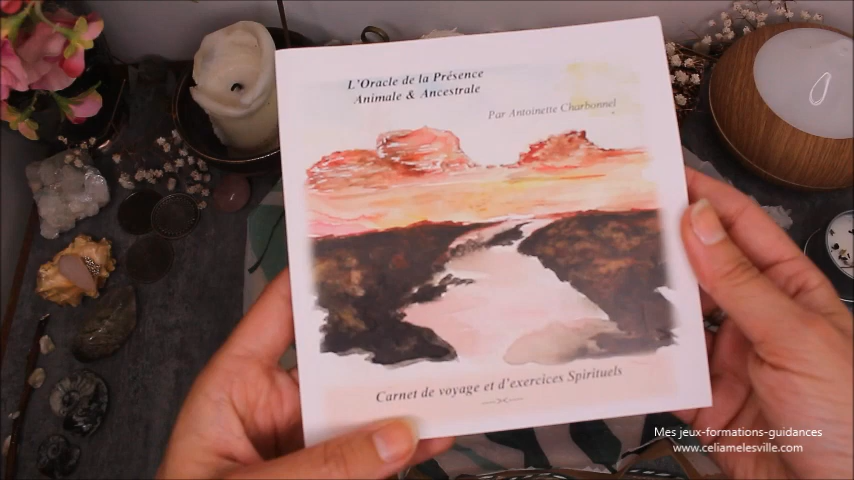 L'Oracle de la Présence
Animale & Ancestrale
Par Antoinette Charbonnel
Carnet de voyage et d'exercices Spirituels
Mes jeux-formations-guidances
www.celiamelesville.com